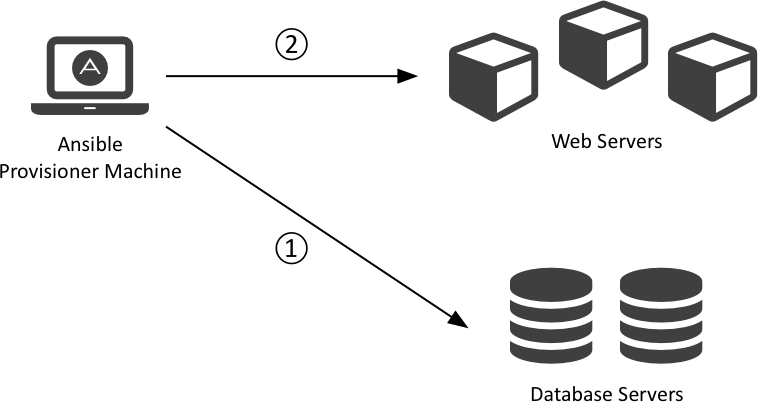 ②
Web Servers
Ansible
Provisioner Machine
①
Database Servers